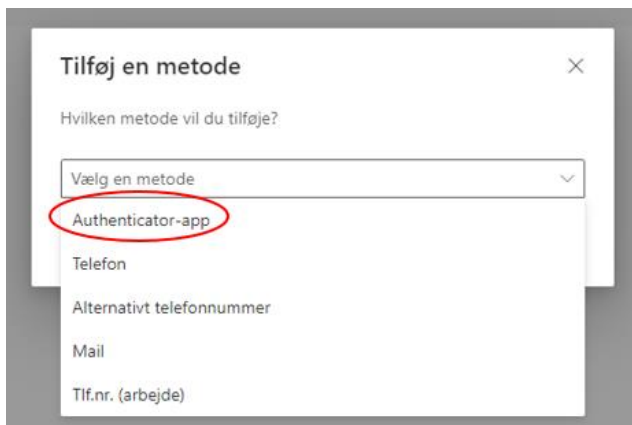 Tilføj en metode
Hvilken metode vil du tilføje?
Vælg en metode
Authenticator-app
Telefon
Alternativt telefonnummer
Mail
Tlf.nr. (arbejde)